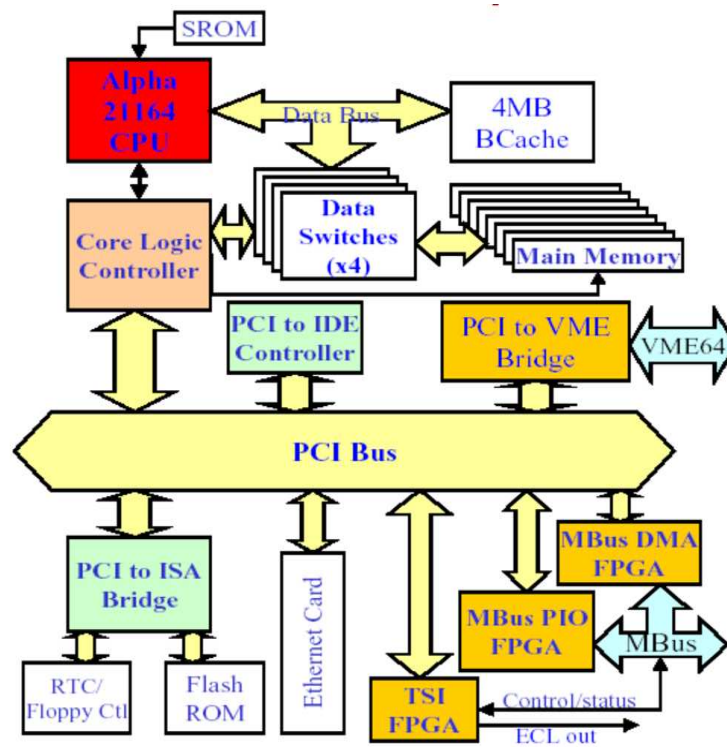 SROM
Alpha
21164
CPU
Data Bus
4MB
BCache
Core Logic
Controller
Data
Switches
(x4)
Main Memory
PCI to IDE
Controller
PCI to VME
Bridge
VME64
PCI Bus
PCI to ISA
Bridge
Ethernet Card
MBus DMA
FPGA
MBus PIO
FPGA
MBus
RTC/
Floppy Ctl
Flash
ROM
TSI
FPGA
Control/status
ECL out